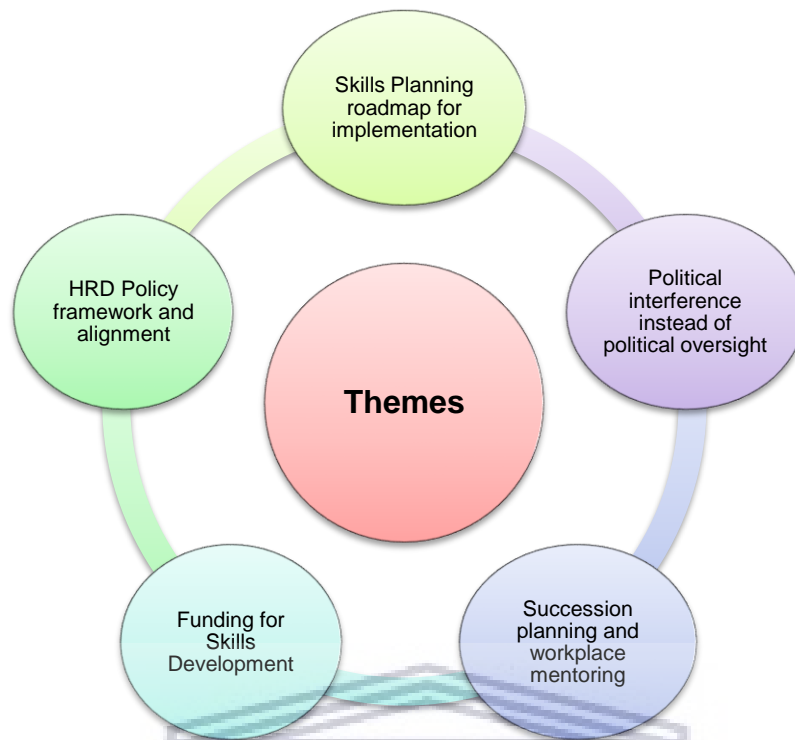 Skills Planning
roadmap for
implementation
Political
interference
instead of
political oversight
Succession
planning and
workplace
mentoring
Funding for
Skills
Development
HRD Policy
framework and
alignment
Themes